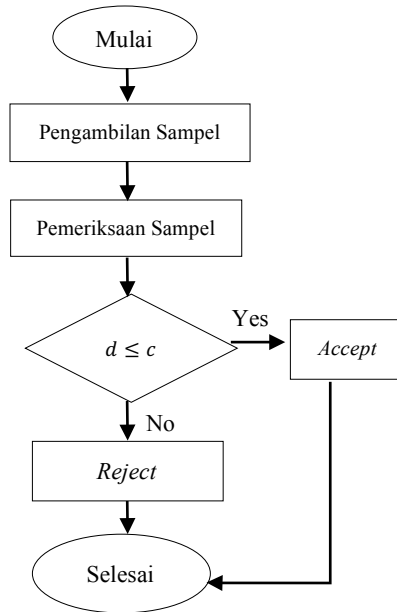 Mulai
Pengambilan Sampel
Pemeriksaan Sampel
d ≤ c
Yes
Accept
No
Reject
Selesai